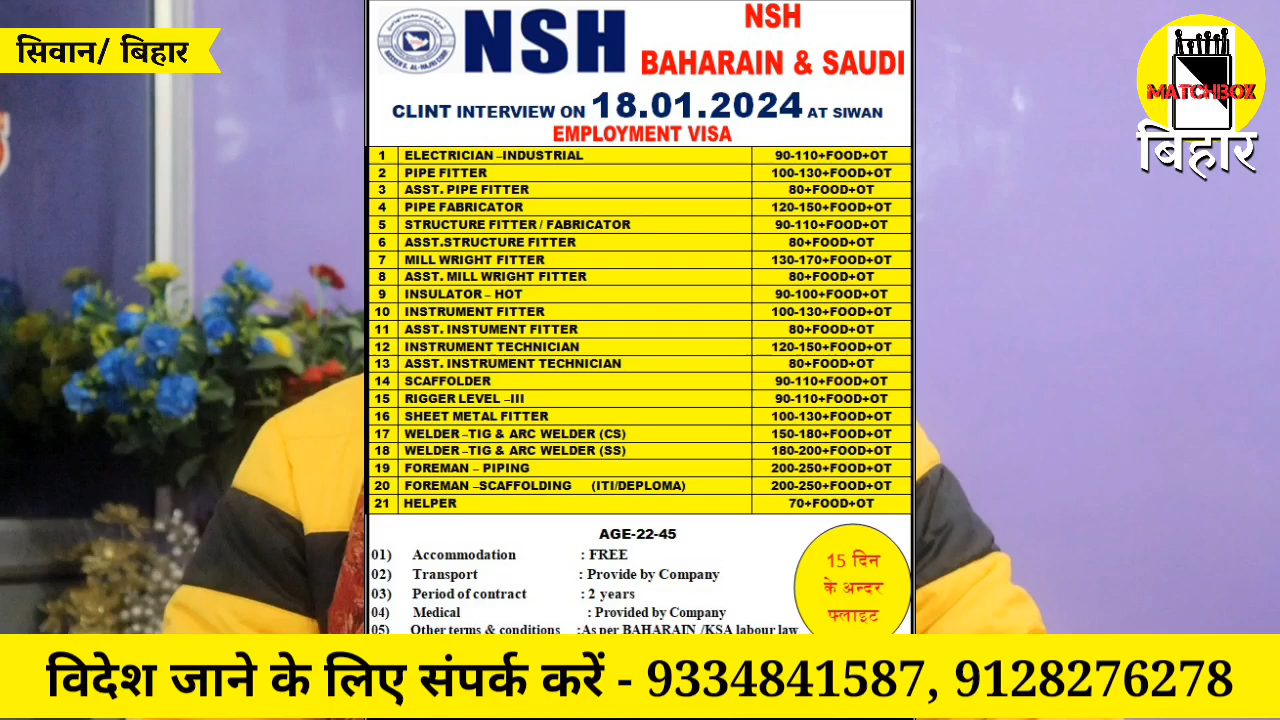 सिवान/ बिहार
NSH
NSH
BAHARAIN & SAUDI
CLINT INTERVIEW ON 18.01.2024 AT SIWAN
EMPLOYMENT VISA
1 ELECTRICIAN –INDUSTRIAL 90-110+FOOD+OT
2 PIPE FITTER 100-130+FOOD+OT
3 ASST. PIPE FITTER 80+FOOD+OT
4 PIPE FABRICATOR 120-150+FOOD+OT
5 STRUCTURE FITTER / FABRICATOR 90-110+FOOD+OT
6 ASST.STRUCTURE FITTER 80+FOOD+OT
7 MILL WRIGHT FITTER 130-170+FOOD+OT
8 ASST. MILL WRIGHT FITTER 80+FOOD+OT
9 INSULATOR – HOT 90-100+FOOD+OT
10 INSTRUMENT FITTER 100-130+FOOD+OT
11 ASST. INSTUMENT FITTER 80+FOOD+OT
12 INSTRUMENT TECHNICIAN 120-150+FOOD+OT
13 ASST. INSTRUMENT TECHNICIAN 80+FOOD+OT
14 SCAFFOLDER 90-110+FOOD+OT
15 RIGGER LEVEL –III 90-110+FOOD+OT
16 SHEET METAL FITTER 100-130+FOOD+OT
17 WELDER –TIG & ARC WELDER (CS) 150-180+FOOD+OT
18 WELDER –TIG & ARC WELDER (SS) 180-200+FOOD+OT
19 FOREMAN – PIPING 200-250+FOOD+OT
20 FOREMAN –SCAFFOLDING (ITI/DEPLOMA) 200-250+FOOD+OT
21 HELPER 70+FOOD+OT
AGE-22-45
01) Accommodation : FREE
02) Transport : Provide by Company
03) Period of contract : 2 years
04) Medical : Provided by Company
05) Other terms & conditions :As per BAHARAIN /KSA labour law
15 दिन
के अन्दर
फ्लाइट
MATCHBOX
बिहार
विदेश जाने के लिए संपर्क करें - 9334841587, 9128276278